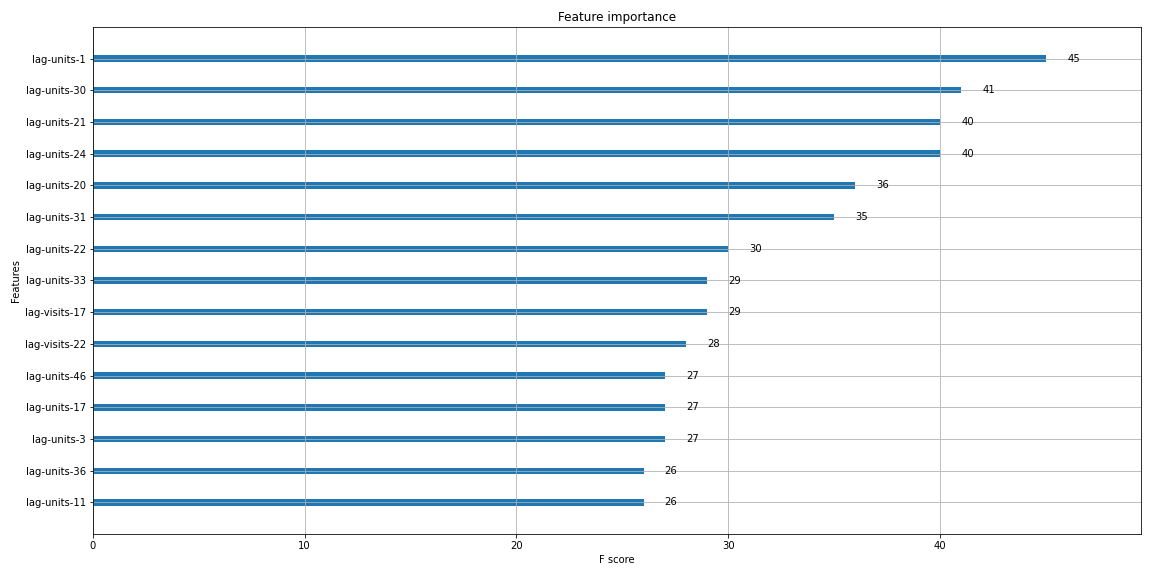 Feature importance
lag-units-1 45
lag-units-30 41
lag-units-21 40
lag-units-24 40
lag-units-20 36
lag-units-31 35
lag-units-22 30
lag-units-33 29
lag-visits-17 29
lag-visits-22 28
lag-units-46 27
lag-units-17 27
lag-units-3 27
lag-units-36 26
lag-units-11 26
Features
0 10 20 30 40
F score